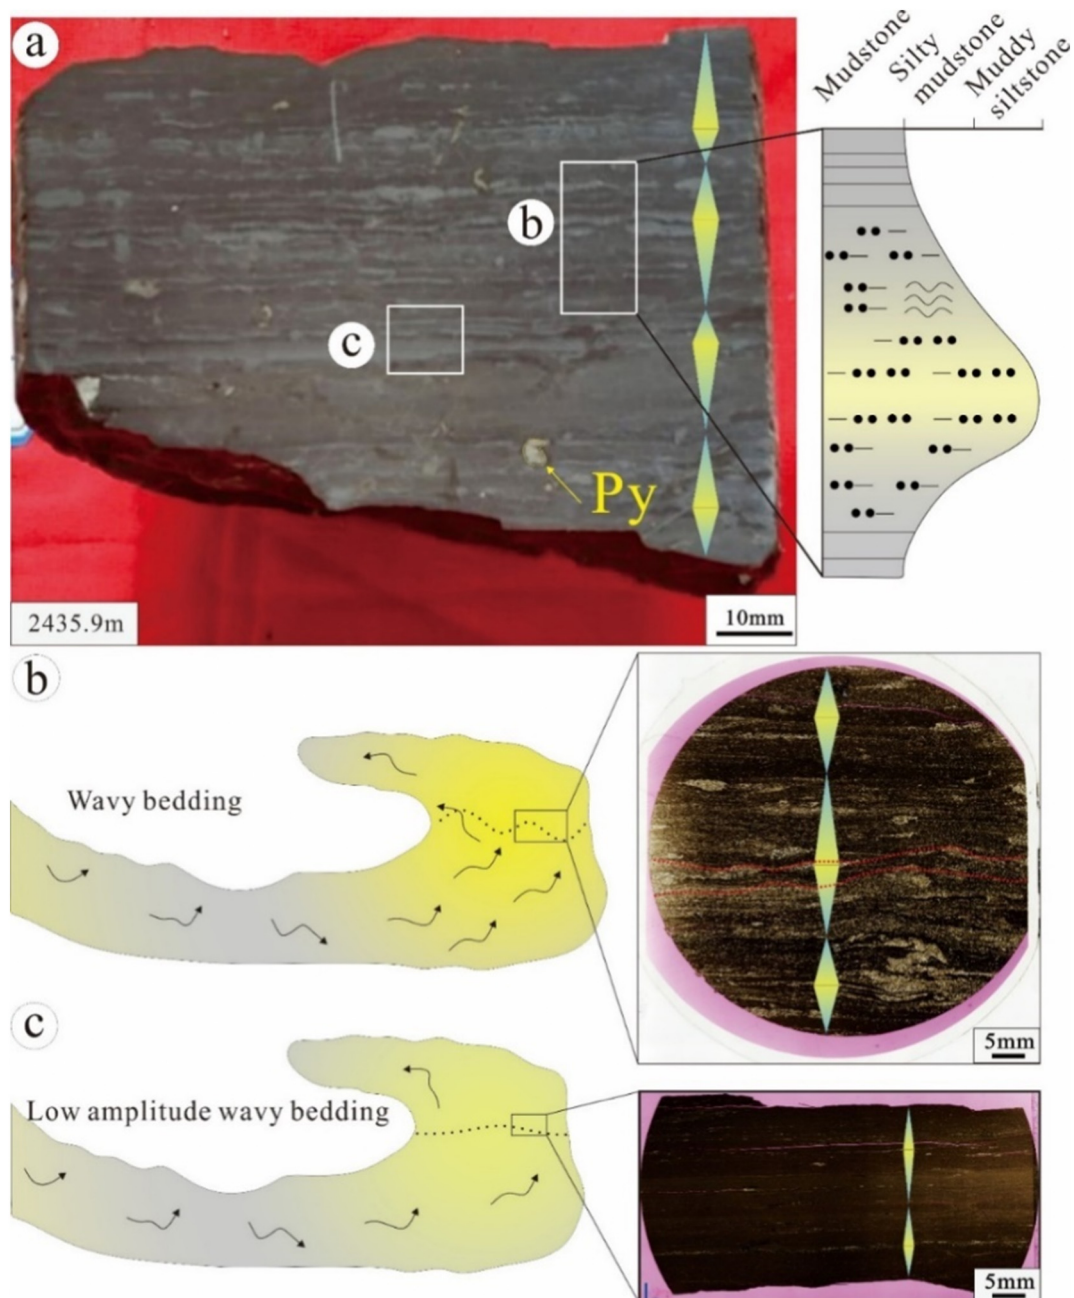 a
Mudstone
Silty
mudstone
Muddy
siltstone
b
c
Py
2435.9m
10mm
b
Wavy bedding
5mm
c
Low amplitude wavy bedding
5mm